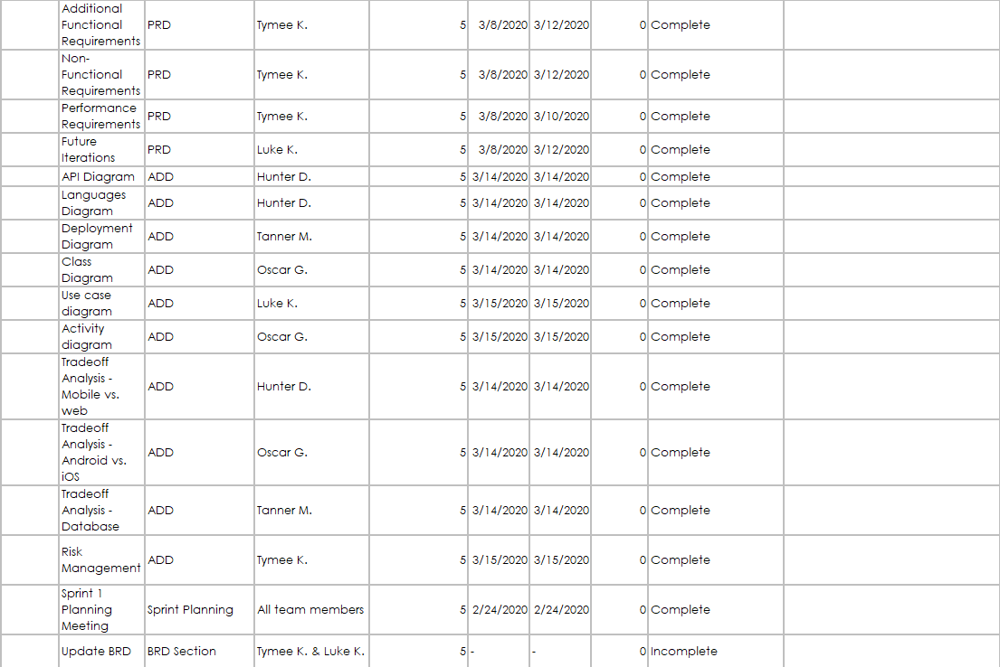 Additional
Functional
Requirements PRD Tymee K. 5 3/8/2020 3/12/2020 0 Complete
Non-
Functional
Requirements PRD Tymee K. 5 3/8/2020 3/12/2020 0 Complete
Performance
Requirements PRD Tymee K. 5 3/8/2020 3/10/2020 0 Complete
Future
Iterations PRD Luke K. 5 3/8/2020 3/12/2020 0 Complete
API Diagram ADD Hunter D. 5 3/14/2020 3/14/2020 0 Complete
Languages
Diagram ADD Hunter D. 5 3/14/2020 3/14/2020 0 Complete
Deployment
Diagram ADD Tanner M. 5 3/14/2020 3/14/2020 0 Complete
Class
Diagram ADD Oscar G. 5 3/14/2020 3/14/2020 0 Complete
Use case
diagram ADD Luke K. 5 3/15/2020 3/15/2020 0 Complete
Activity
diagram ADD Oscar G. 5 3/15/2020 3/15/2020 0 Complete
Tradeoff
Analysis -
Mobile vs.
web ADD Hunter D. 5 3/14/2020 3/14/2020 0 Complete
Tradeoff
Analysis -
Android vs.
iOS ADD Oscar G. 5 3/14/2020 3/14/2020 0 Complete
Tradeoff
Analysis -
Database ADD Tanner M. 5 3/14/2020 3/14/2020 0 Complete
Risk
Management ADD Tymee K. 5 3/15/2020 3/15/2020 0 Complete
Sprint 1
Planning
Meeting Sprint Planning All team members 5 2/24/2020 2/24/2020 0 Complete
Update BRD BRD Section Tymee K. & Luke K. 5 - - 0 Incomplete